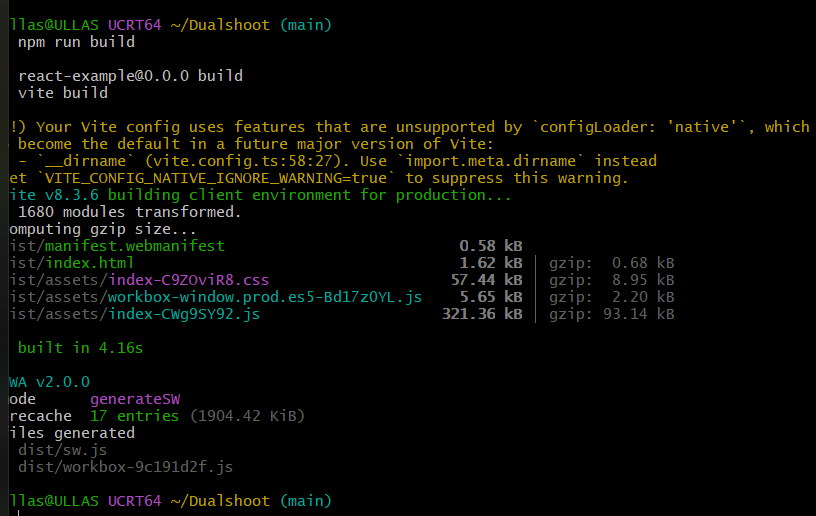 llas@ULLAS UCRT64 ~/Dualshoot (main)
npm run build
react-example@0.0.0 build
vite build
!) Your Vite config uses features that are unsupported by `configLoader: 'native'`, which
become the default in a future major version of Vite:
- `__dirname` (vite.config.ts:58:27). Use `import.meta.dirname` instead
et `VITE_CONFIG_NATIVE_IGNORE_WARNING=true` to suppress this warning.
ite v8.3.6 building client environment for production...
1680 modules transformed.
omputing gzip size...
ist/manifest.webmanifest 0.58 kB
ist/index.html 1.62 kB │ gzip: 0.68 kB
ist/assets/index-C9ZOviR8.css 57.44 kB │ gzip: 8.95 kB
ist/assets/workbox-window.prod.es5-Bd17z0YL.js 5.65 kB │ gzip: 2.20 kB
ist/assets/index-CWg9SY92.js 321.36 kB │ gzip: 93.14 kB
built in 4.16s
WA v2.0.0
ode generateSW
recache 17 entries (1904.42 KiB)
iles generated
dist/sw.js
dist/workbox-9c191d2f.js
llas@ULLAS UCRT64 ~/Dualshoot (main)